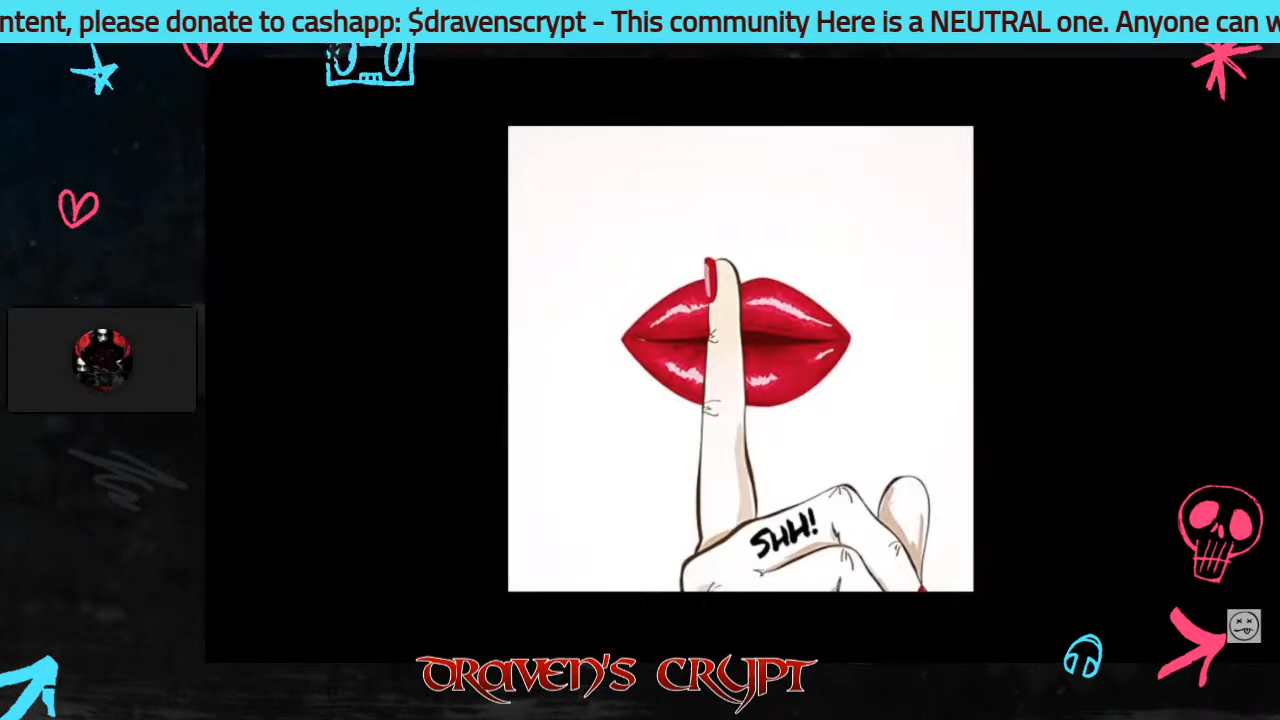 ntent, please donate to cashapp: $dravenscrypt - This community Here is a NEUTRAL one. Anyone can w
SHH!
DRAVEN'S CRYPT